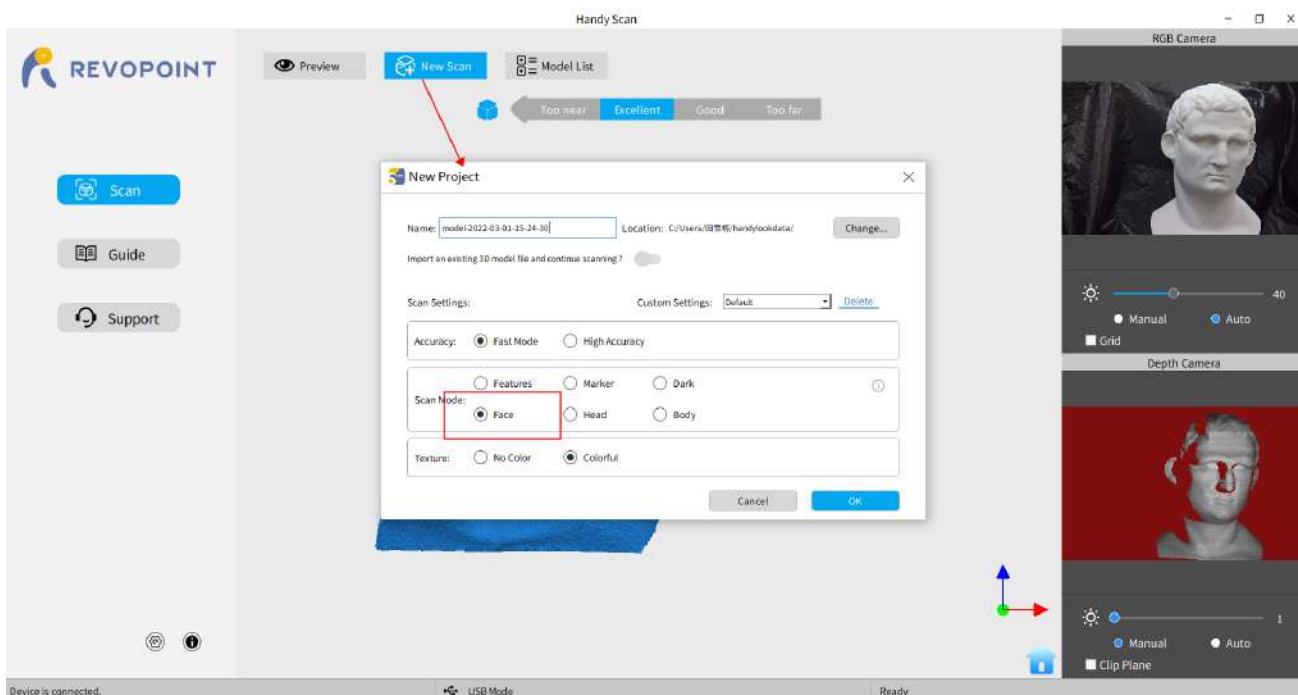 Handy Scan
REVOPOINT
Preview
New Scan
Model List
RGB Camera
Too near Excellent Good Too far
New Project
Scan
Name: model-2022-03-01-15-24-30 Location: C:/Users/田雪梅/handylookdata/ Change...
Guide
Import an existing 3D model file and continue scanning ?
Scan Settings: Custom Settings: Default Delete
40
Support
Manual Auto
Accuracy: Fast Mode High Accuracy
Grid
Depth Camera
Features Marker Dark
Scan Mode:
Face Head Body
Texture: No Color Colorful
Cancel OK
1
Manual Auto
Clip Plane
Device is connected. USB Mode Ready